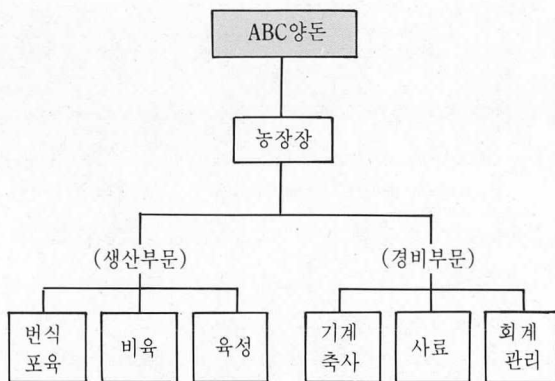 ABC양돈
농장장
(생산부문) (경비부문)
번식
포육
비육
육성
기계
축사
사료
회계
관리